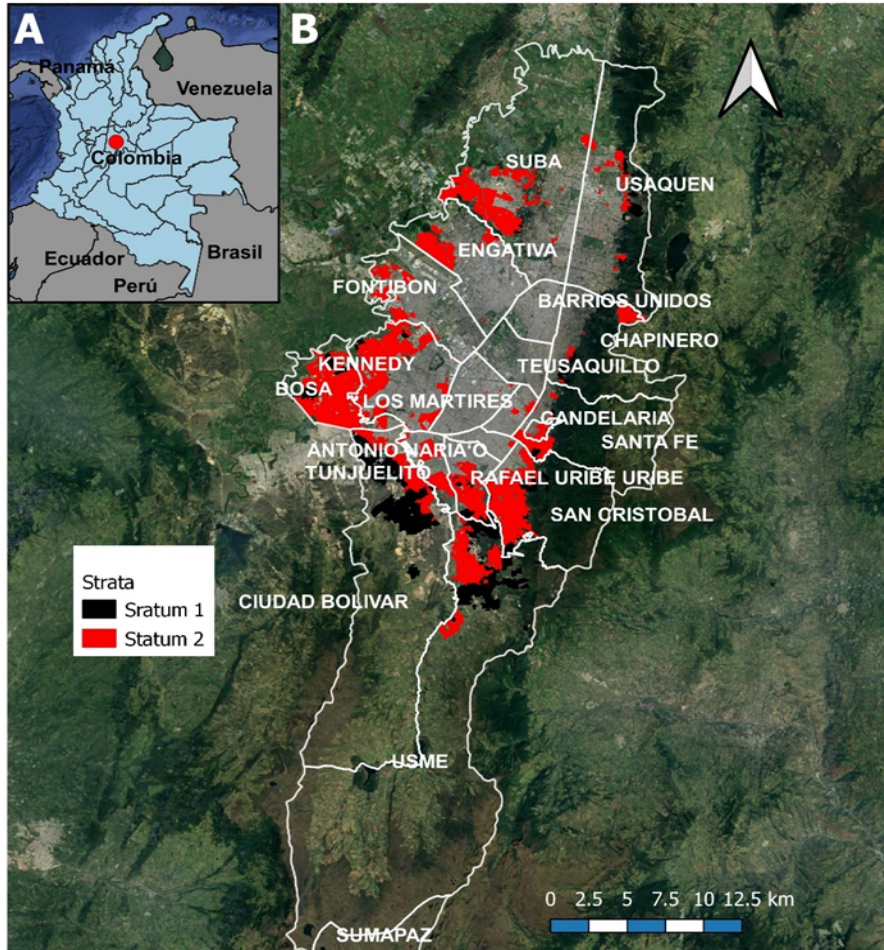 A
Panamá
Venezuela
Colombia
Ecuador
Perú
Brasil
B
SUBA
USAQUEN
ENGATIVA
FONTIBON
BARRIOS UNIDOS
CHAPINERO
KENNEDY
TEUSAQUILLO
BOSA
LOS MARTIRES
CANDELARIA
SANTA FE
ANTONIO NARIA'O
TUNJUELITO
RAFAEL URIBE URIBE
SAN CRISTOBAL
CIUDAD BOLIVAR
USME
SUMAPAZ
Strata
Sratum 1
Statum 2
0 2.5 5 7.5 10 12.5 km